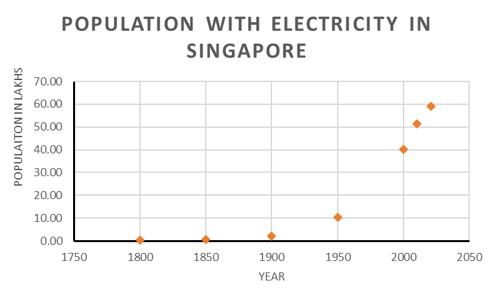 POPULATION WITH ELECTRICITY IN
SINGAPORE
POPULAITON IN LAKHS
70.00
60.00
50.00
40.00
30.00
20.00
10.00
0.00
1750 1800 1850 1900 1950 2000 2050
YEAR